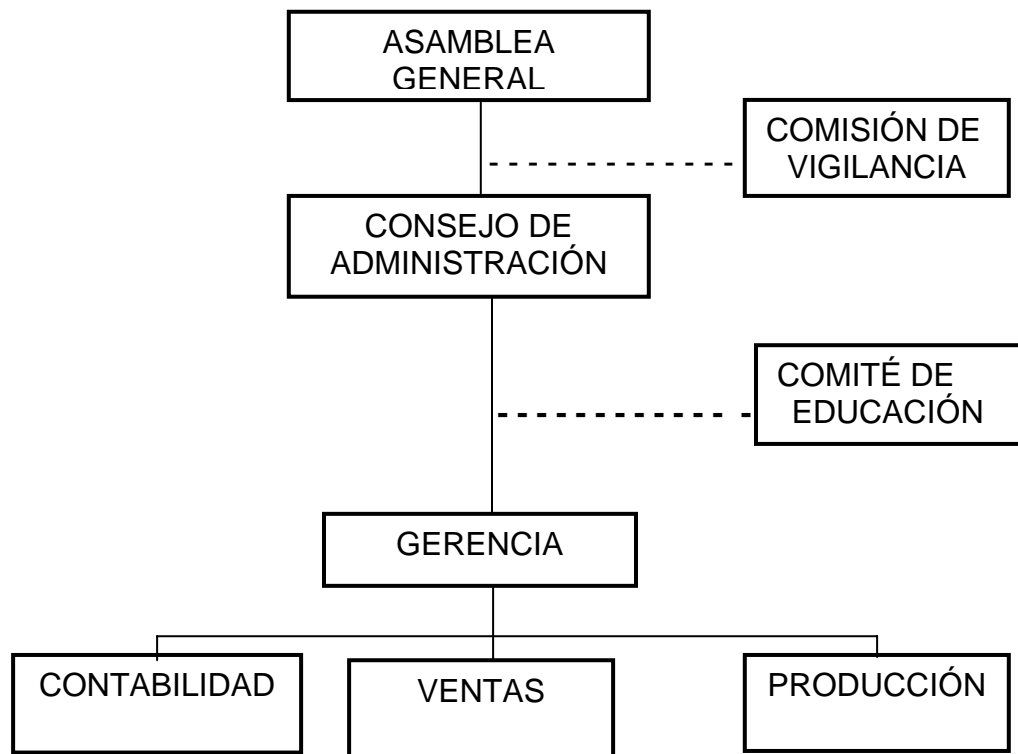 ASAMBLEA
GENERAL
COMISIÓN DE
VIGILANCIA
CONSEJO DE
ADMINISTRACIÓN
COMITÉ DE
EDUCACIÓN
GERENCIA
CONTABILIDAD
VENTAS
PRODUCCIÓN